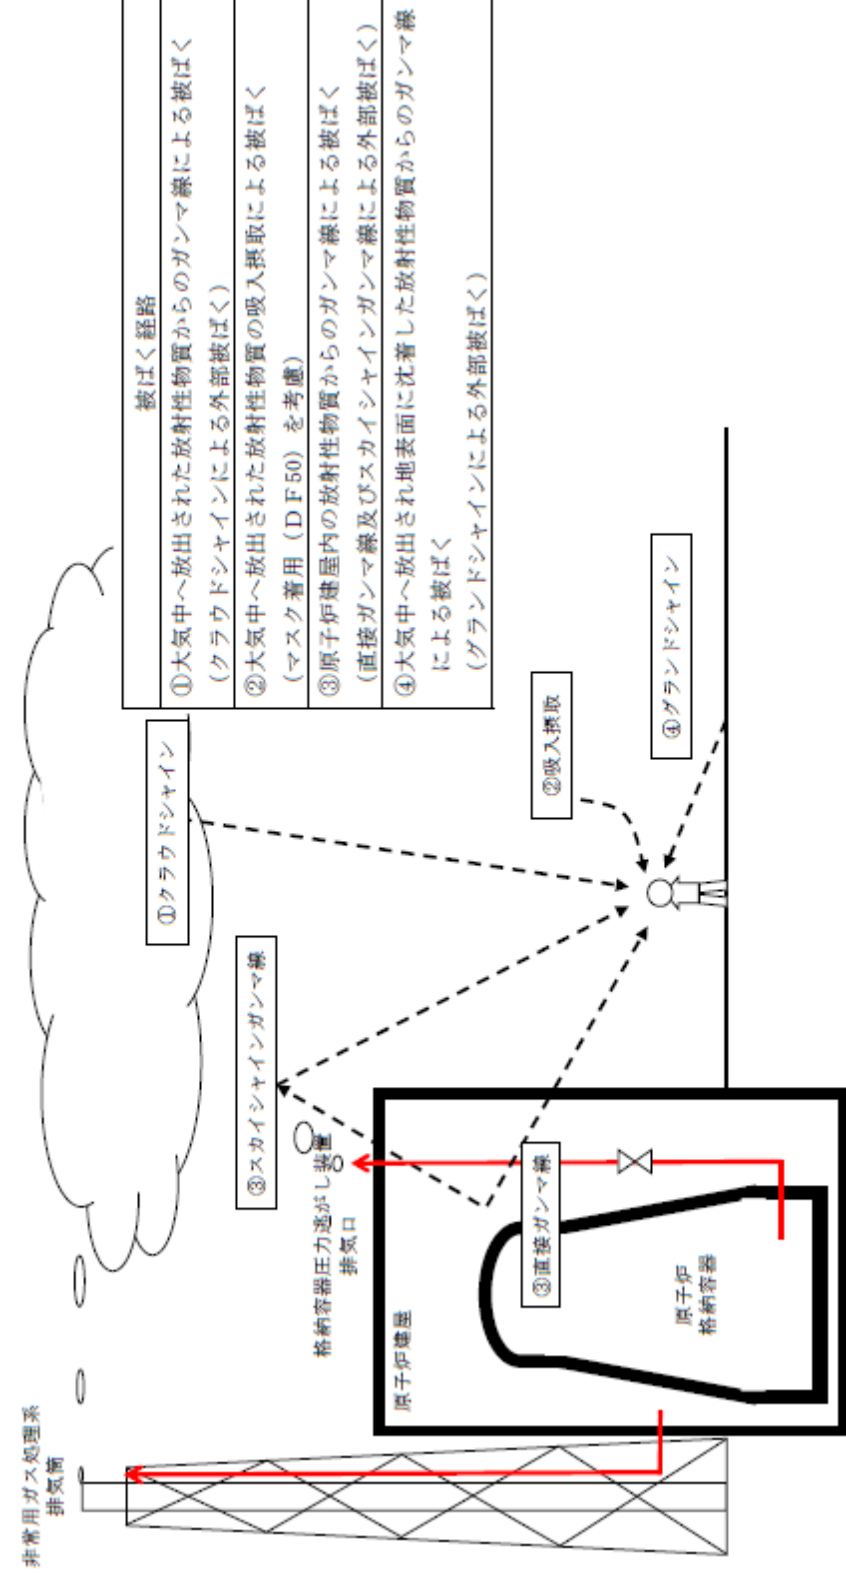 非常用ガス処理系
排気筒
格納容器圧力逃がし装置
排気口
原子炉建屋
原子炉
格納容器
③直接ガンマ線
③スカイシャインガンマ線
①クラウドシャイン
②吸入摂取
④グランドシャイン
被ばく経路
①大気中へ放出された放射性物質からのガンマ線による被ばく
(クラウドシャインによる外部被ばく)
②大気中へ放出された放射性物質の吸入摂取による被ばく
(マスク着用(DF50)を考慮)
③原子炉建屋内の放射性物質からのガンマ線による被ばく
(直接ガンマ線及びスカイシャインガンマ線による外部被ばく)
④大気中へ放出され地表面に沈着した放射性物質からのガンマ線
による被ばく
(グランドシャインによる外部被ばく)